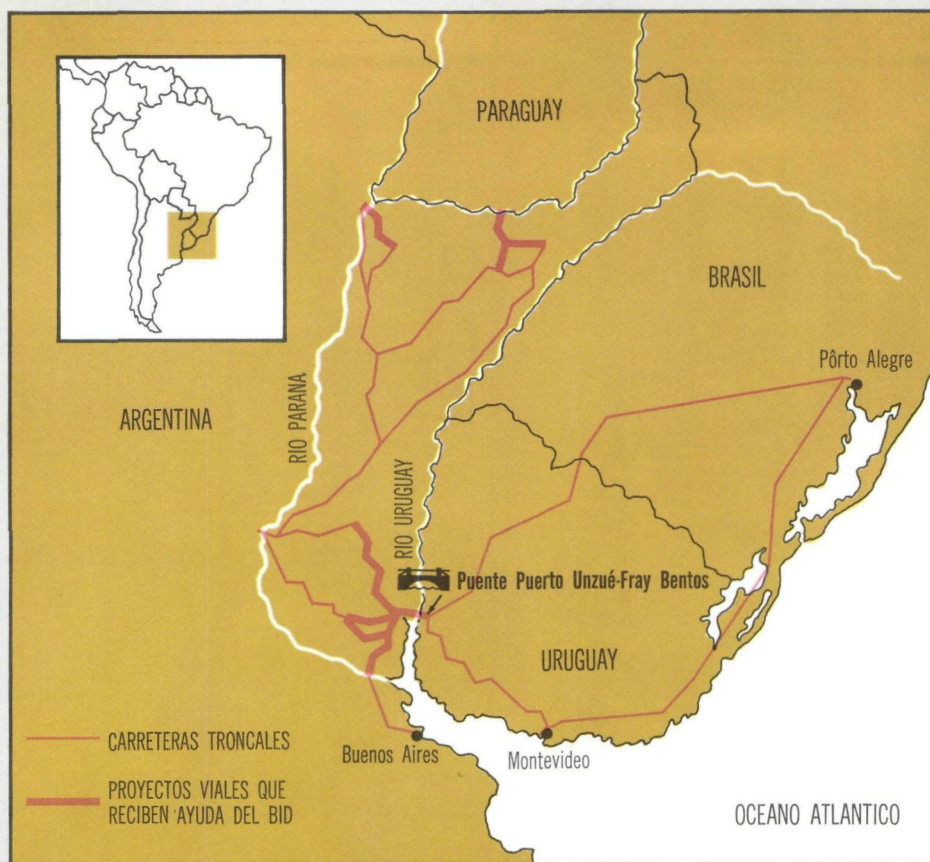 PARAGUAY
BRASIL
Pôrto Alegre
ARGENTINA
RIO PARANA
RIO URUGUAY
Puente Puerto Unzué-Fray Bentos
URUGUAY
CARRETERAS TRONCALES
Buenos Aires
Montevideo
PROYECTOS VIALES QUE
RECIBEN AYUDA DEL BID
OCEANO ATLANTICO